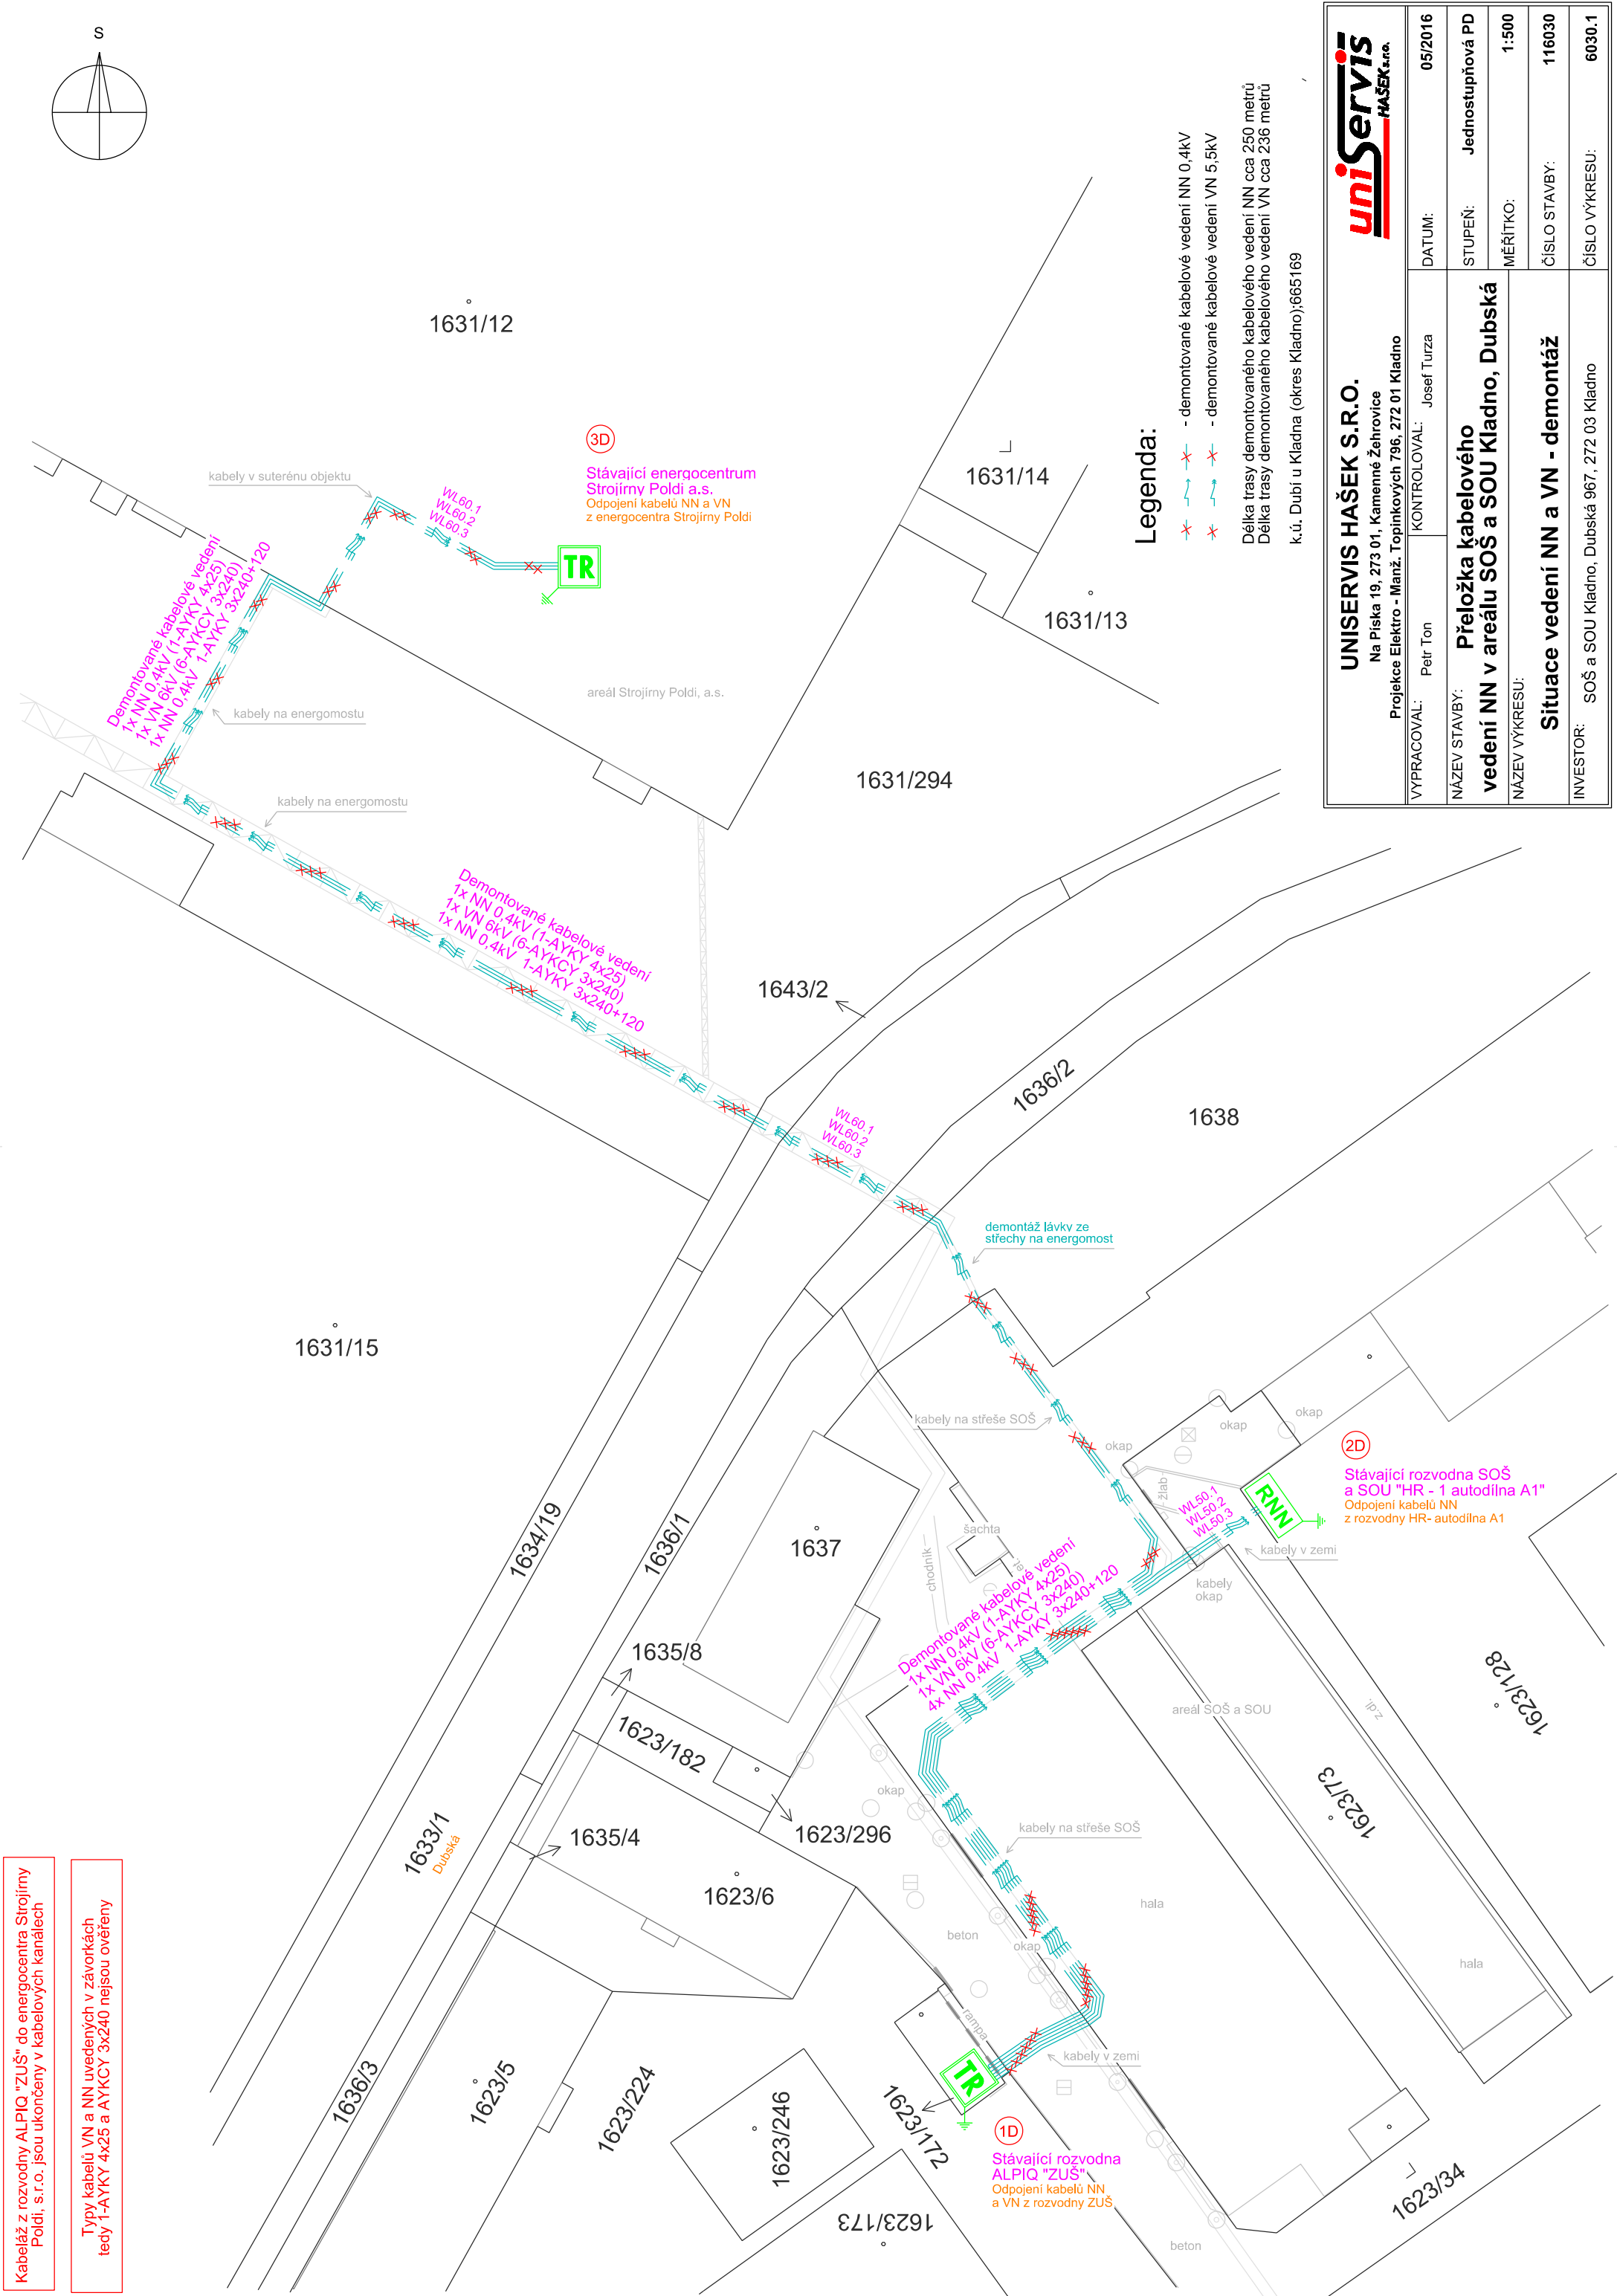 S
1631/12
3D
Stávající energocentrum
Strojírny Poldi a.s.
Odpojení kabelů NN a VN
z energocentra Strojírny Poldi
kabely v suterénu objektu
WL60.1
WL60.2
WL60.3
TR
Demontované kabelové vedení
1x NN 0,4kV (1-AYKY 4x25)
1x VN 6kV (6-AYKCY 3x240)
1x NN 0,4kV 1-AYKY 3x240+120
kabely na energomostu
areál Strojírny Poldi, a.s.
1631/14
1631/13
kabely na energomostu
1631/294
Demontované kabelové vedení
1x NN 0,4kV (1-AYKY 4x25)
1x VN 6kV (6-AYKCY 3x240)
1x NN 0,4kV 1-AYKY 3x240+120
1643/2
1636/2
1638
WL60.1
WL60.2
WL60.3
demontáž lávky ze
střechy na energomost
1631/15
kabely na střeše SOŠ
okap
okap
okap
2D
Stávající rozvodna SOŠ
a SOU "HR - 1 autodílna A1"
Odpojení kabelů NN
z rozvodny HR- autodílna A1
žlab
WL50.1
WL50.2
WL50.3
RNN
kabely v zemi
kabely
okap
1634/19
1636/1
1637
šachta
chodník
Demontované kabelové vedení
1x NN 0,4kV (1-AYKY 4x25)
1x VN 6kV (6-AYKCY 3x240)
4x NN 0,4kV 1-AYKY 3x240+120
1635/8
1623/182
areál SOŠ a SOU
z.dl.
1623/128
1623/73
okap
1633/1
Dubská
1635/4
1623/296
kabely na střeše SOŠ
1623/6
hala
beton
okap
hala
rampa
kabely v zemi
TR
1636/3
1623/5
1623/224
1623/246
1623/172
1D
Stávající rozvodna
ALPIQ "ZUŠ"
Odpojení kabelů NN
a VN z rozvodny ZUŠ
1623/173
1623/34
beton
Kabeláž z rozvodny ALPIQ "ZUŠ" do energocentra Strojírny
Poldi, s.r.o. jsou ukončeny v kabelových kanálech
Typy kabelů VN a NN uvedených v závorkách
tedy 1-AYKY 4x25 a AYKCY 3x240 nejsou ověřeny
Legenda:
- demontované kabelové vedení NN 0,4kV
- demontované kabelové vedení VN 5,5kV
Délka trasy demontovaného kabelového vedení NN cca 250 metrů
Délka trasy demontovaného kabelového vedení VN cca 236 metrů
k.ú. Dubí u Kladna (okres Kladno);665169
UNISERVIS HAŠEK S.R.O.
Na Píska 19, 273 01, Kamenné Žehrovice
Projekce Elektro - Manž. Topinkových 796, 272 01 Kladno
uniServis
HAŠEK s.r.o.
VYPRACOVAL: Petr Ton
KONTROLOVAL: Josef Turza
DATUM: 05/2016
NÁZEV STAVBY: Přeložka kabelového
vedení NN v areálu SOŠ a SOU Kladno, Dubská
STUPEŇ: Jednostupňová PD
MĚŘÍTKO: 1:500
NÁZEV VÝKRESU:
Situace vedení NN a VN - demontáž
ČÍSLO STAVBY: 116030
INVESTOR: SOŠ a SOU Kladno, Dubská 967, 272 03 Kladno
ČÍSLO VÝKRESU: 6030.1